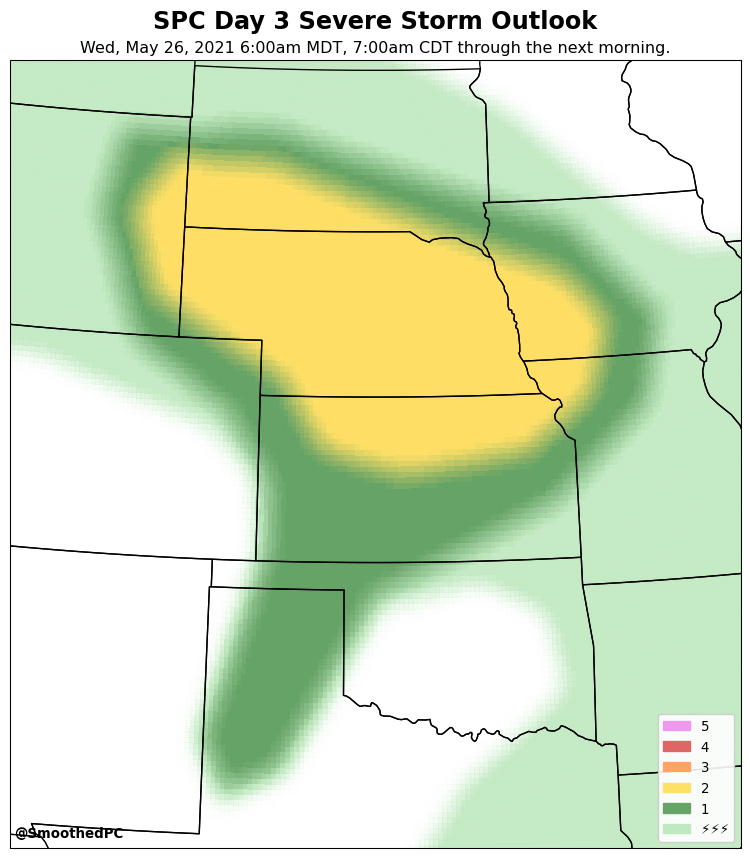 SPC Day 3 Severe Storm Outlook
Wed, May 26, 2021 6:00am MDT, 7:00am CDT through the next morning.
5
4
3
2
1
⚡⚡⚡
@SmoothedPC